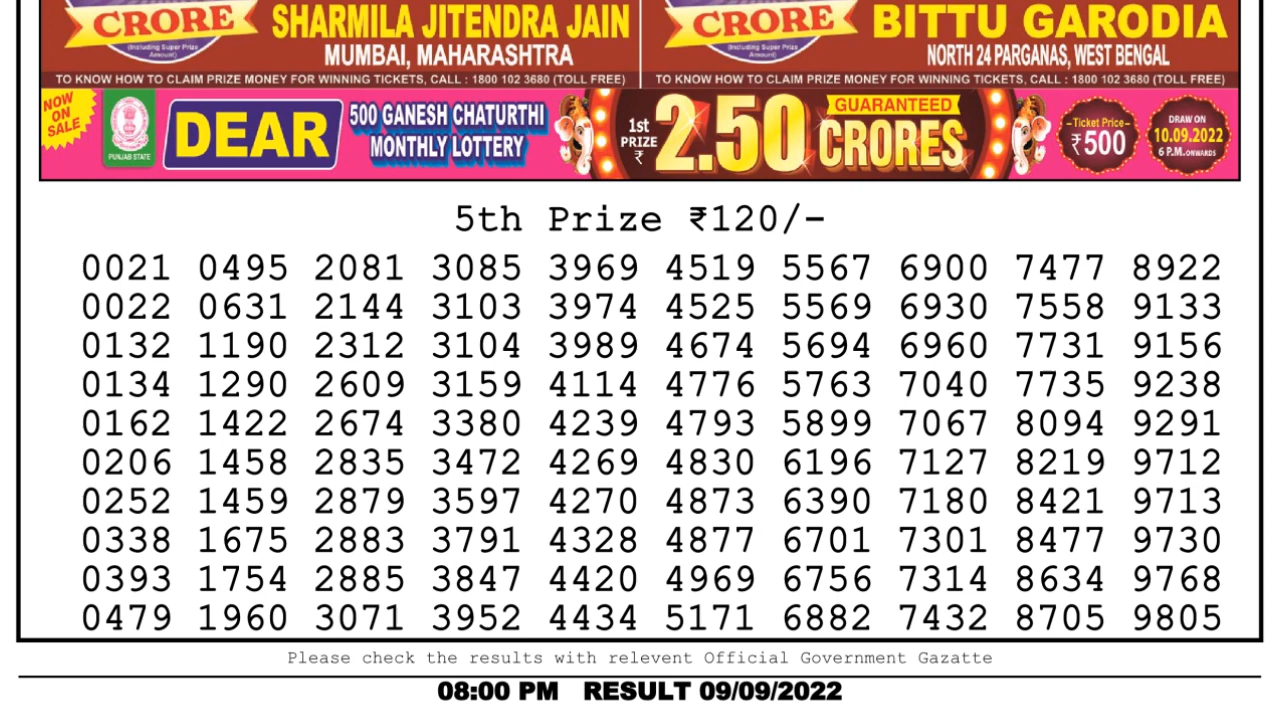 CRORE
(Including Super Prize
Amount)
SHARMILA JITENDRA JAIN
MUMBAI, MAHARASHTRA
TO KNOW HOW TO CLAIM PRIZE MONEY FOR WINNING TICKETS, CALL : 1800 102 3680 (TOLL FREE)
CRORE
(Including Super Prize
Amount)
BITTU GARODIA
NORTH 24 PARGANAS, WEST BENGAL
TO KNOW HOW TO CLAIM PRIZE MONEY FOR WINNING TICKETS, CALL : 1800 102 3680 (TOLL FREE)
NOW
ON
SALE
PUNJAB STATE
DEAR
500 GANESH CHATURTHI
MONTHLY LOTTERY
1st
PRIZE
₹
2.50
GUARANTEED
CRORES
-Ticket Price-
₹500
DRAW ON
10.09.2022
6 P.M. ONWARDS
5th Prize ₹120/-
0021 0495 2081 3085 3969 4519 5567 6900 7477 8922
0022 0631 2144 3103 3974 4525 5569 6930 7558 9133
0132 1190 2312 3104 3989 4674 5694 6960 7731 9156
0134 1290 2609 3159 4114 4776 5763 7040 7735 9238
0162 1422 2674 3380 4239 4793 5899 7067 8094 9291
0206 1458 2835 3472 4269 4830 6196 7127 8219 9712
0252 1459 2879 3597 4270 4873 6390 7180 8421 9713
0338 1675 2883 3791 4328 4877 6701 7301 8477 9730
0393 1754 2885 3847 4420 4969 6756 7314 8634 9768
0479 1960 3071 3952 4434 5171 6882 7432 8705 9805
Please check the results with relevent Official Government Gazatte
08:00 PM RESULT 09/09/2022